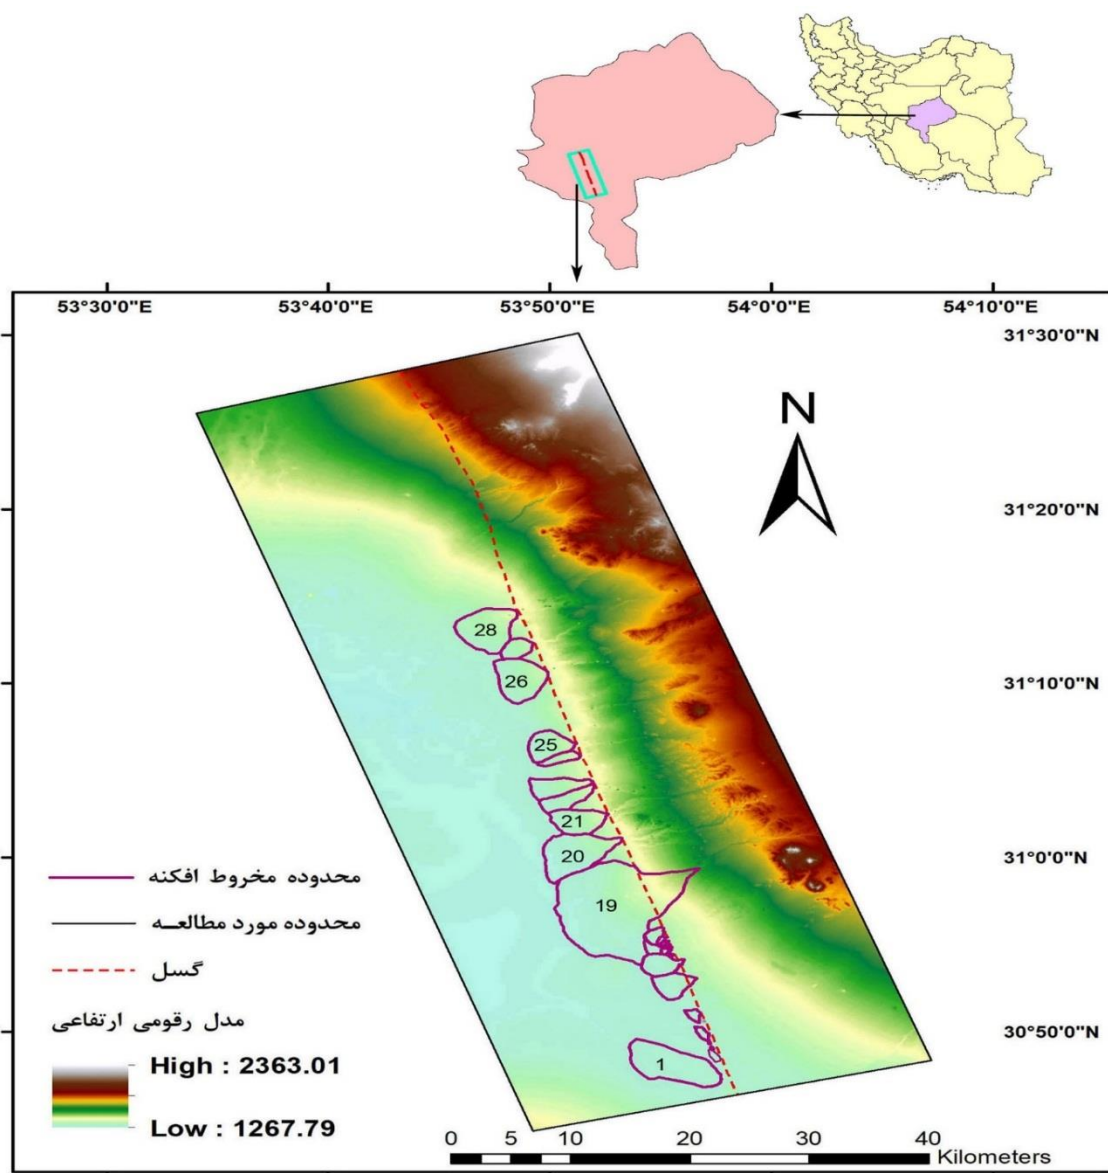 53°30'0"E 53°40'0"E 53°50'0"E 54°0'0"E 54°10'0"E
31°30'0"N
N
31°20'0"N
28
31°10'0"N
26
25
21
20
31°0'0"N
19
محدوده مخروط افکنه
محدوده مورد مطالعـــه
گسل
مدل رقومی ارتفاعی
30°50'0"N
1
High : 2363.01
Low : 1267.79
0 5 10 20 30 40
Kilometers